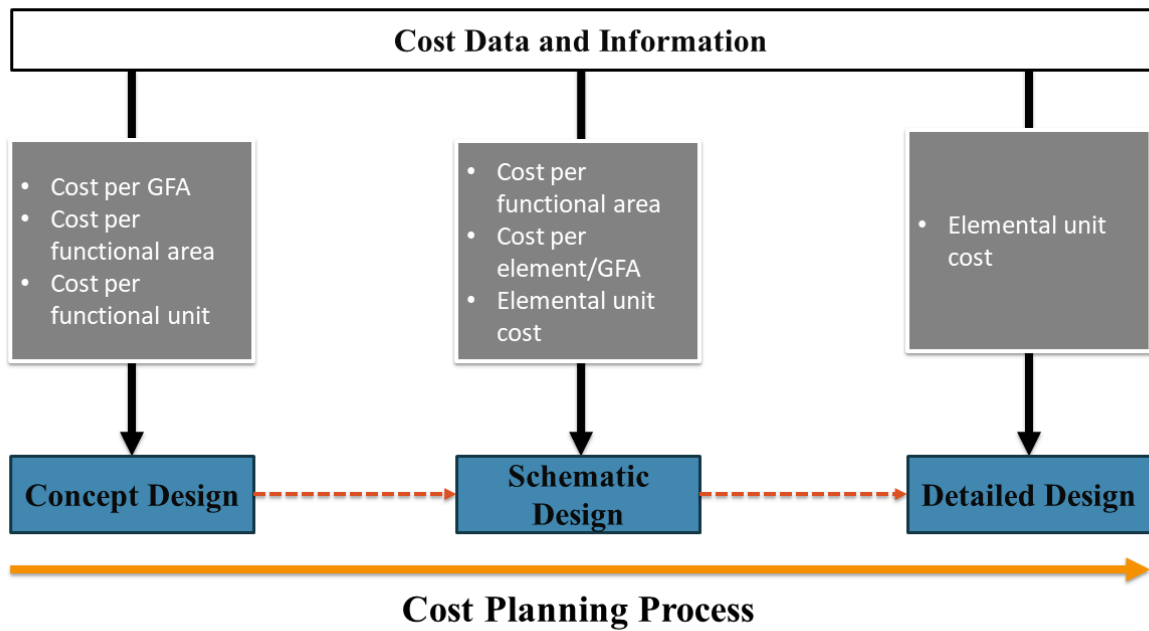 Cost Data and Information
• Cost per GFA
• Cost per
functional area
• Cost per
functional unit
• Cost per
functional area
• Cost per
element/GFA
• Elemental unit
cost
• Elemental unit
cost
Concept Design
Schematic
Design
Detailed Design
Cost Planning Process